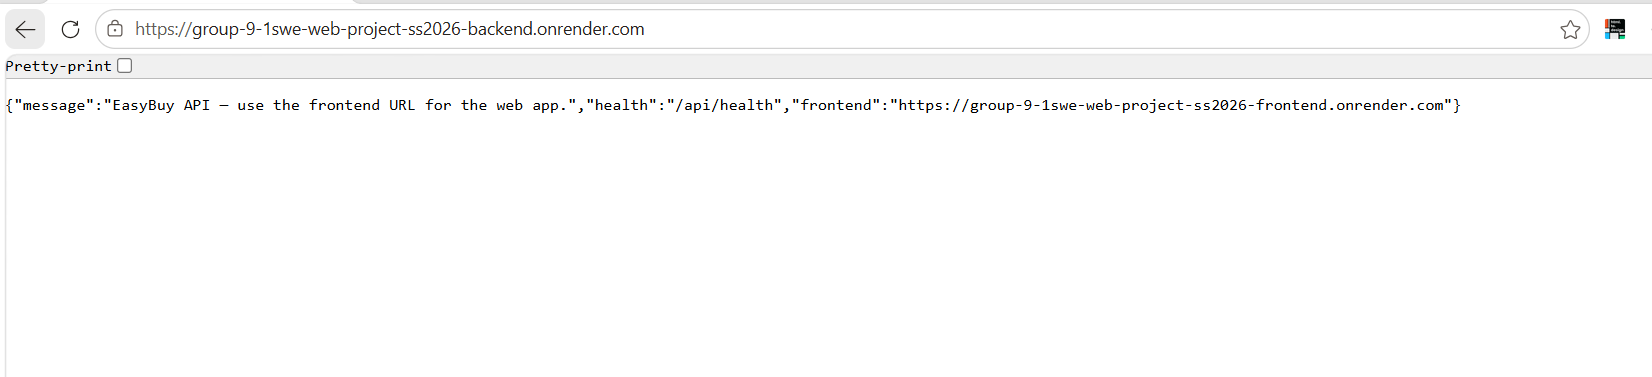 https://group-9-1swe-web-project-ss2026-backend.onrender.com
Pretty-print
{"message":"EasyBuy API — use the frontend URL for the web app.","health":"/api/health","frontend":"https://group-9-1swe-web-project-ss2026-frontend.onrender.com"}